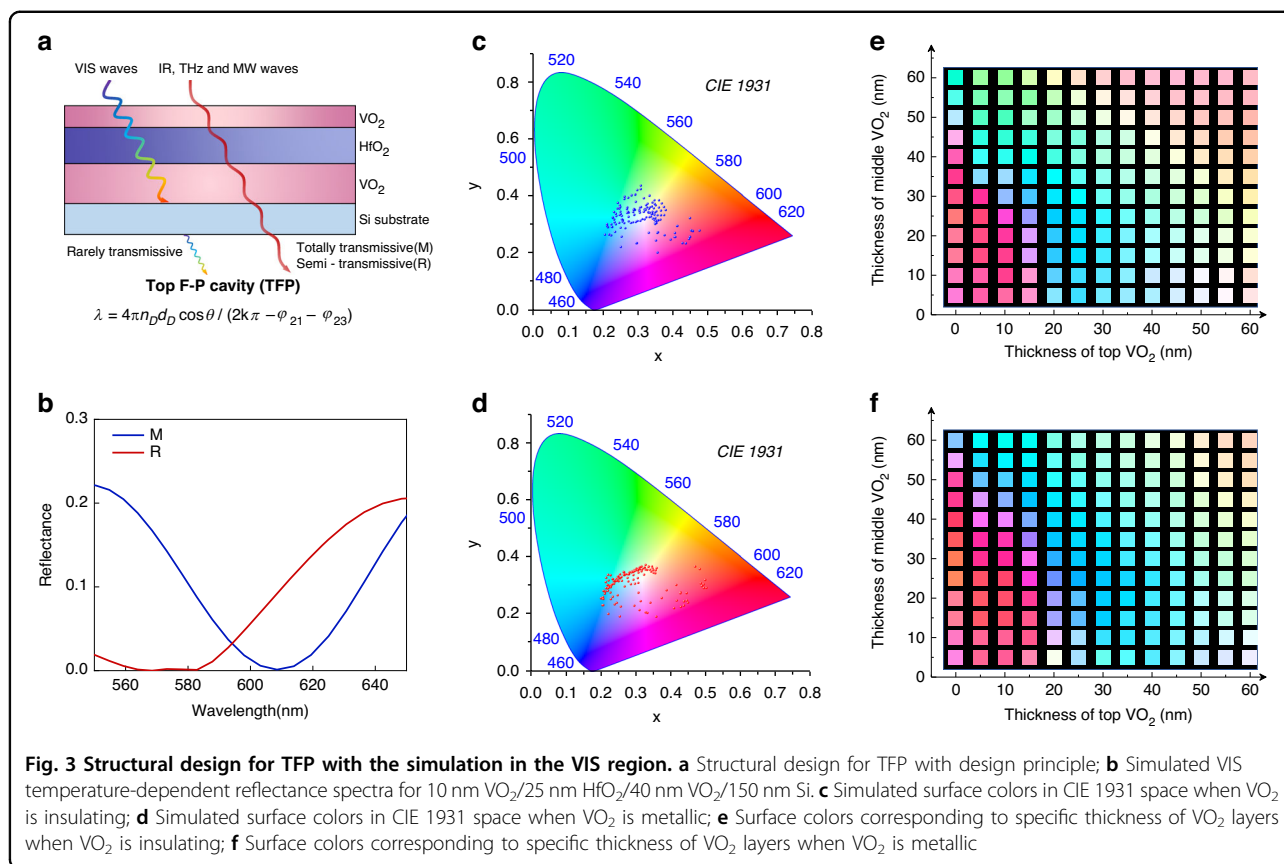 a
VIS waves
IR, THz and MW waves
VO2
HfO2
VO2
Si substrate
Rarely transmissive
Totally transmissive(M)
Semi - transmissive(R)
Top F-P cavity (TFP)
λ = 4πnDdD cosθ / (2kπ −φ21 − φ23)
b
0.3
0.2
0.1
0.0
Reflectance
M
R
560 580 600 620 640
Wavelength(nm)
c
CIE 1931
520
540
560
580
600
620
500
480
460
0.8
0.6
0.4
0.2
0.0
y
0.0 0.1 0.2 0.3 0.4 0.5 0.6 0.7 0.8
x
d
CIE 1931
520
540
560
580
600
620
500
480
460
0.8
0.6
0.4
0.2
0.0
y
0.0 0.1 0.2 0.3 0.4 0.5 0.6 0.7 0.8
x
e
Thickness of middle VO2 (nm)
60
50
40
30
20
10
0
0 10 20 30 40 50 60
Thickness of top VO2 (nm)
f
Thickness of middle VO2 (nm)
60
50
40
30
20
10
0
0 10 20 30 40 50 60
Thickness of top VO2 (nm)
Fig. 3 Structural design for TFP with the simulation in the VIS region. a Structural design for TFP with design principle; b Simulated VIS
temperature-dependent reflectance spectra for 10 nm VO2/25 nm HfO2/40 nm VO2/150 nm Si. c Simulated surface colors in CIE 1931 space when VO2
is insulating; d Simulated surface colors in CIE 1931 space when VO2 is metallic; e Surface colors corresponding to specific thickness of VO2 layers
when VO2 is insulating; f Surface colors corresponding to specific thickness of VO2 layers when VO2 is metallic